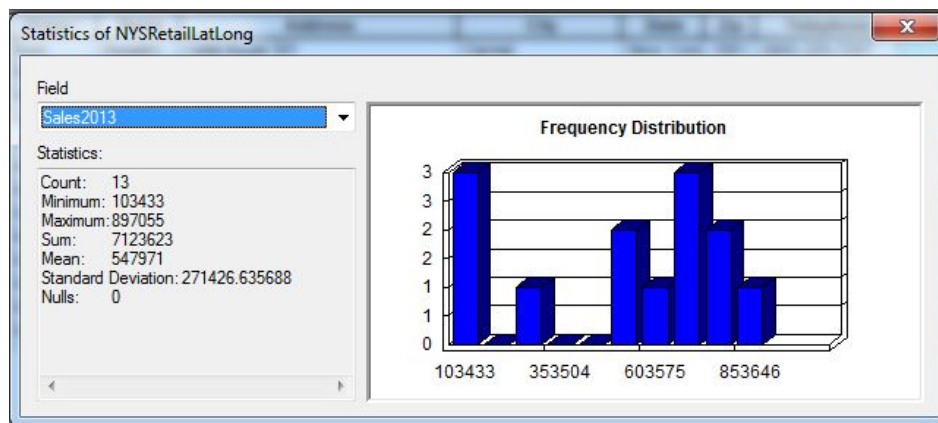 Statistics of NYSRetailLatLong
Field
Sales2013
Statistics:
Count: 13
Minimum: 103433
Maximum: 897055
Sum: 7123623
Mean: 547971
Standard Deviation: 271426.635688
Nulls: 0
Frequency Distribution
3
3
2
2
1
1
0
103433 353504 603575 853646